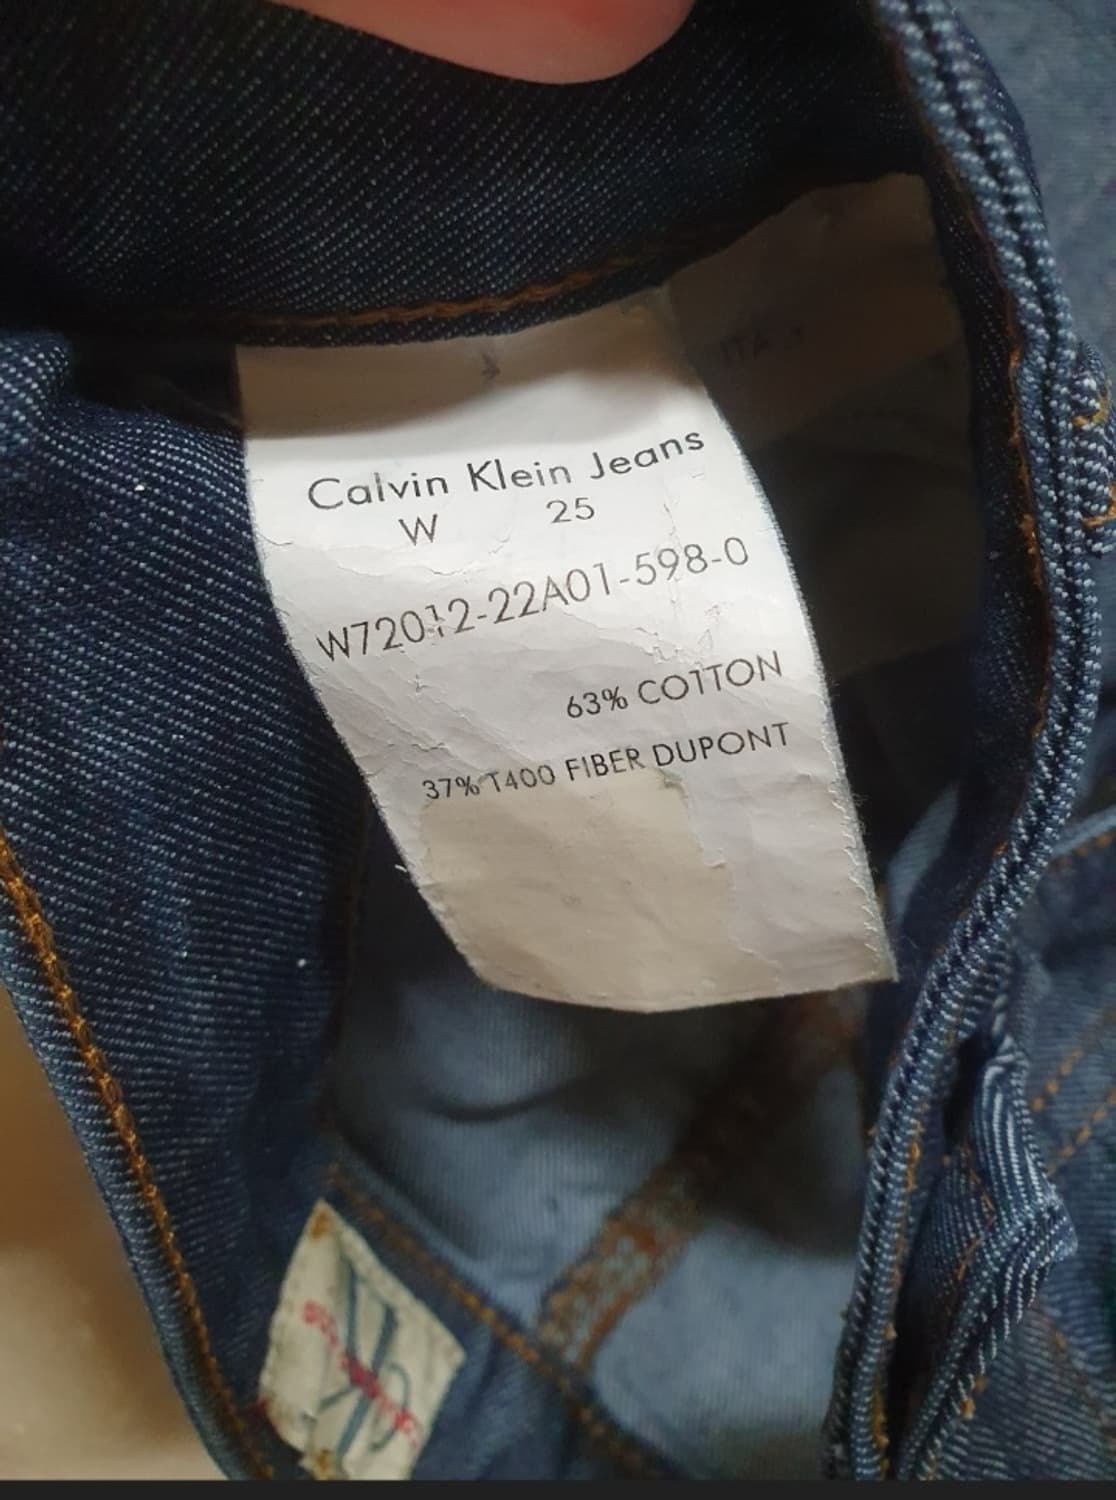 Calvin Klein Jeans
W 25
W72012-22A01-598-0
63% COTTON
37% T400 FIBER DUPONT